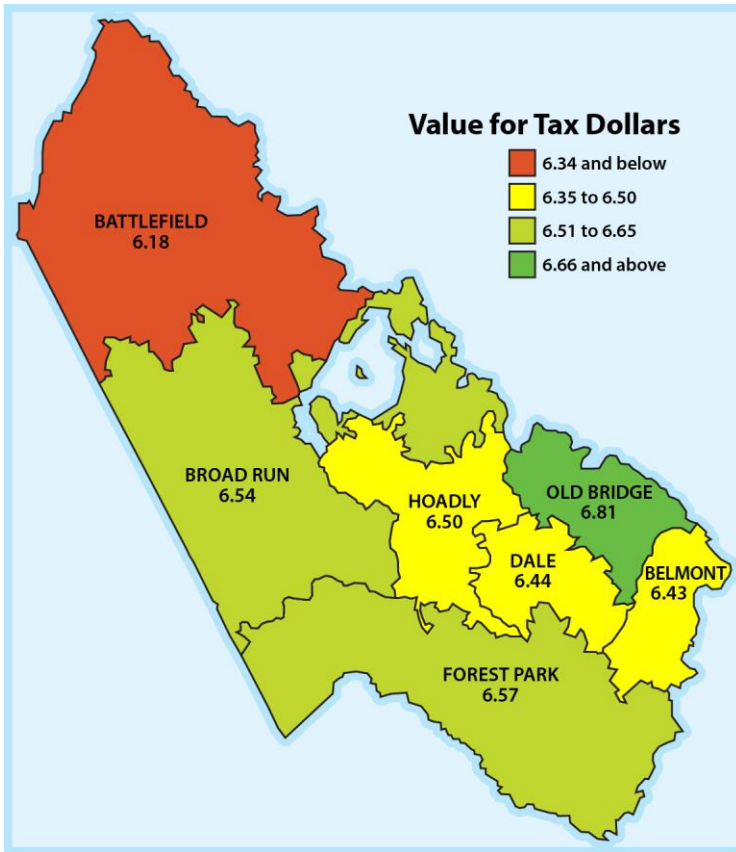 Value for Tax Dollars
6.34 and below
6.35 to 6.50
6.51 to 6.65
6.66 and above
BATTLEFIELD
6.18
BROAD RUN
6.54
HOADLY
6.50
OLD BRIDGE
6.81
DALE
6.44
BELMONT
6.43
FOREST PARK
6.57